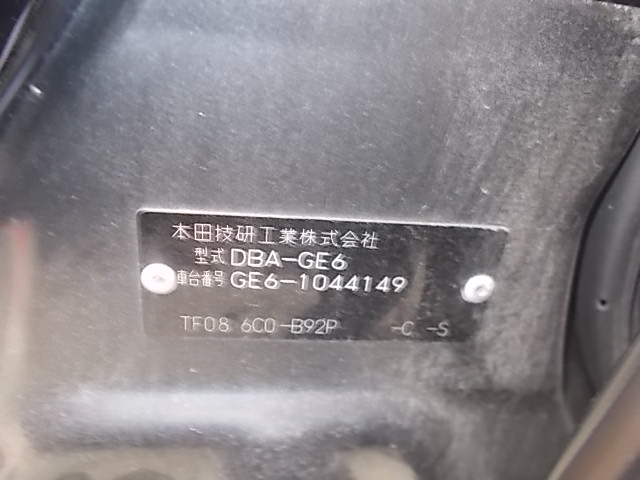 本田技研工業株式会社
型式 DBA-GE6
車台番号 GE6-1044149
TF08 6C0-B92P -C -S